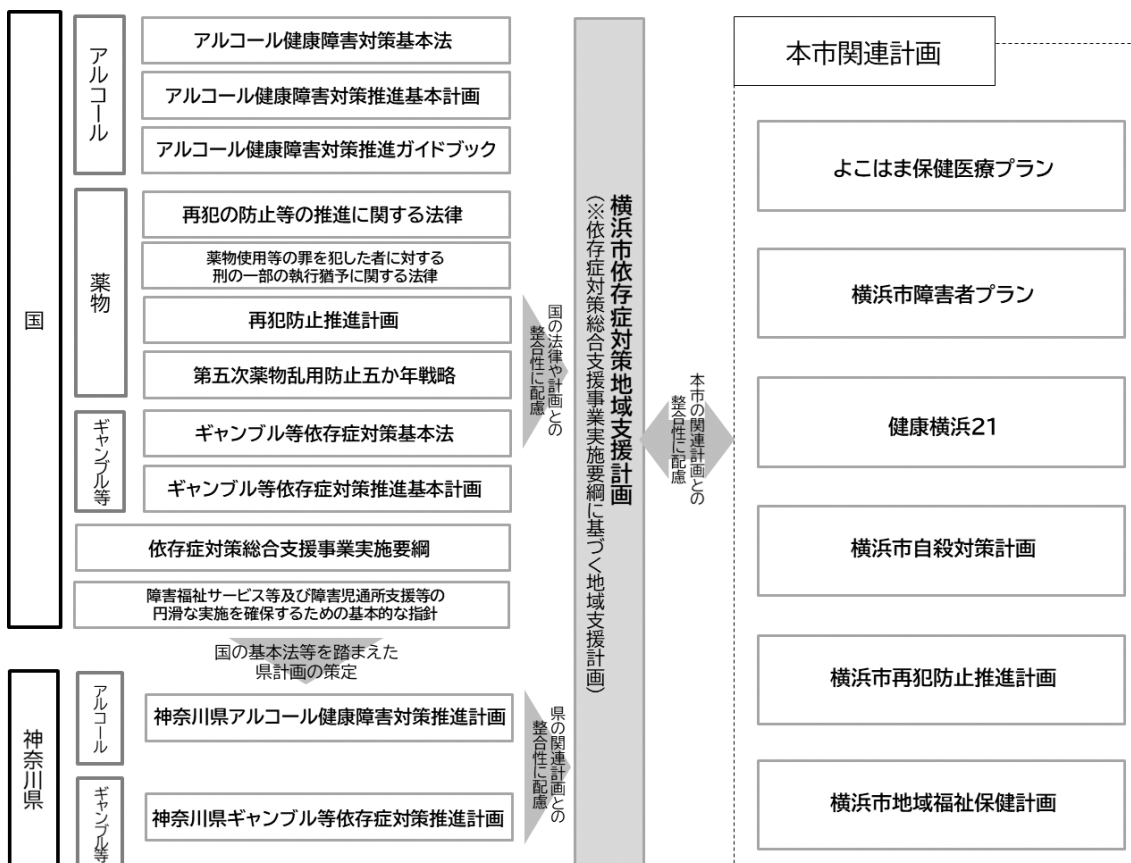 国
アルコール
アルコール健康障害対策基本法
アルコール健康障害対策推進基本計画
アルコール健康障害対策推進ガイドブック
薬物
再犯の防止等の推進に関する法律
薬物使用等の罪を犯した者に対する
刑の一部の執行猶予に関する法律
再犯防止推進計画
第五次薬物乱用防止五か年戦略
ギャンブル等
ギャンブル等依存症対策基本法
ギャンブル等依存症対策推進基本計画
依存症対策総合支援事業実施要綱
障害福祉サービス等及び障害児通所支援等の
円滑な実施を確保するための基本的な指針
国の基本法等を踏まえた
県計画の策定
神奈川県
アルコール
神奈川県アルコール健康障害対策推進計画
ギャンブル等
神奈川県ギャンブル等依存症対策推進計画
国の法律や計画との
整合性に配慮
県の関連計画との
整合性に配慮
横浜市依存症対策地域支援計画
（※依存症対策総合支援事業実施要綱に基づく地域支援計画）
本市の関連計画との
整合性に配慮
本市関連計画
よこはま保健医療プラン
横浜市障害者プラン
健康横浜21
横浜市自殺対策計画
横浜市再犯防止推進計画
横浜市地域福祉保健計画